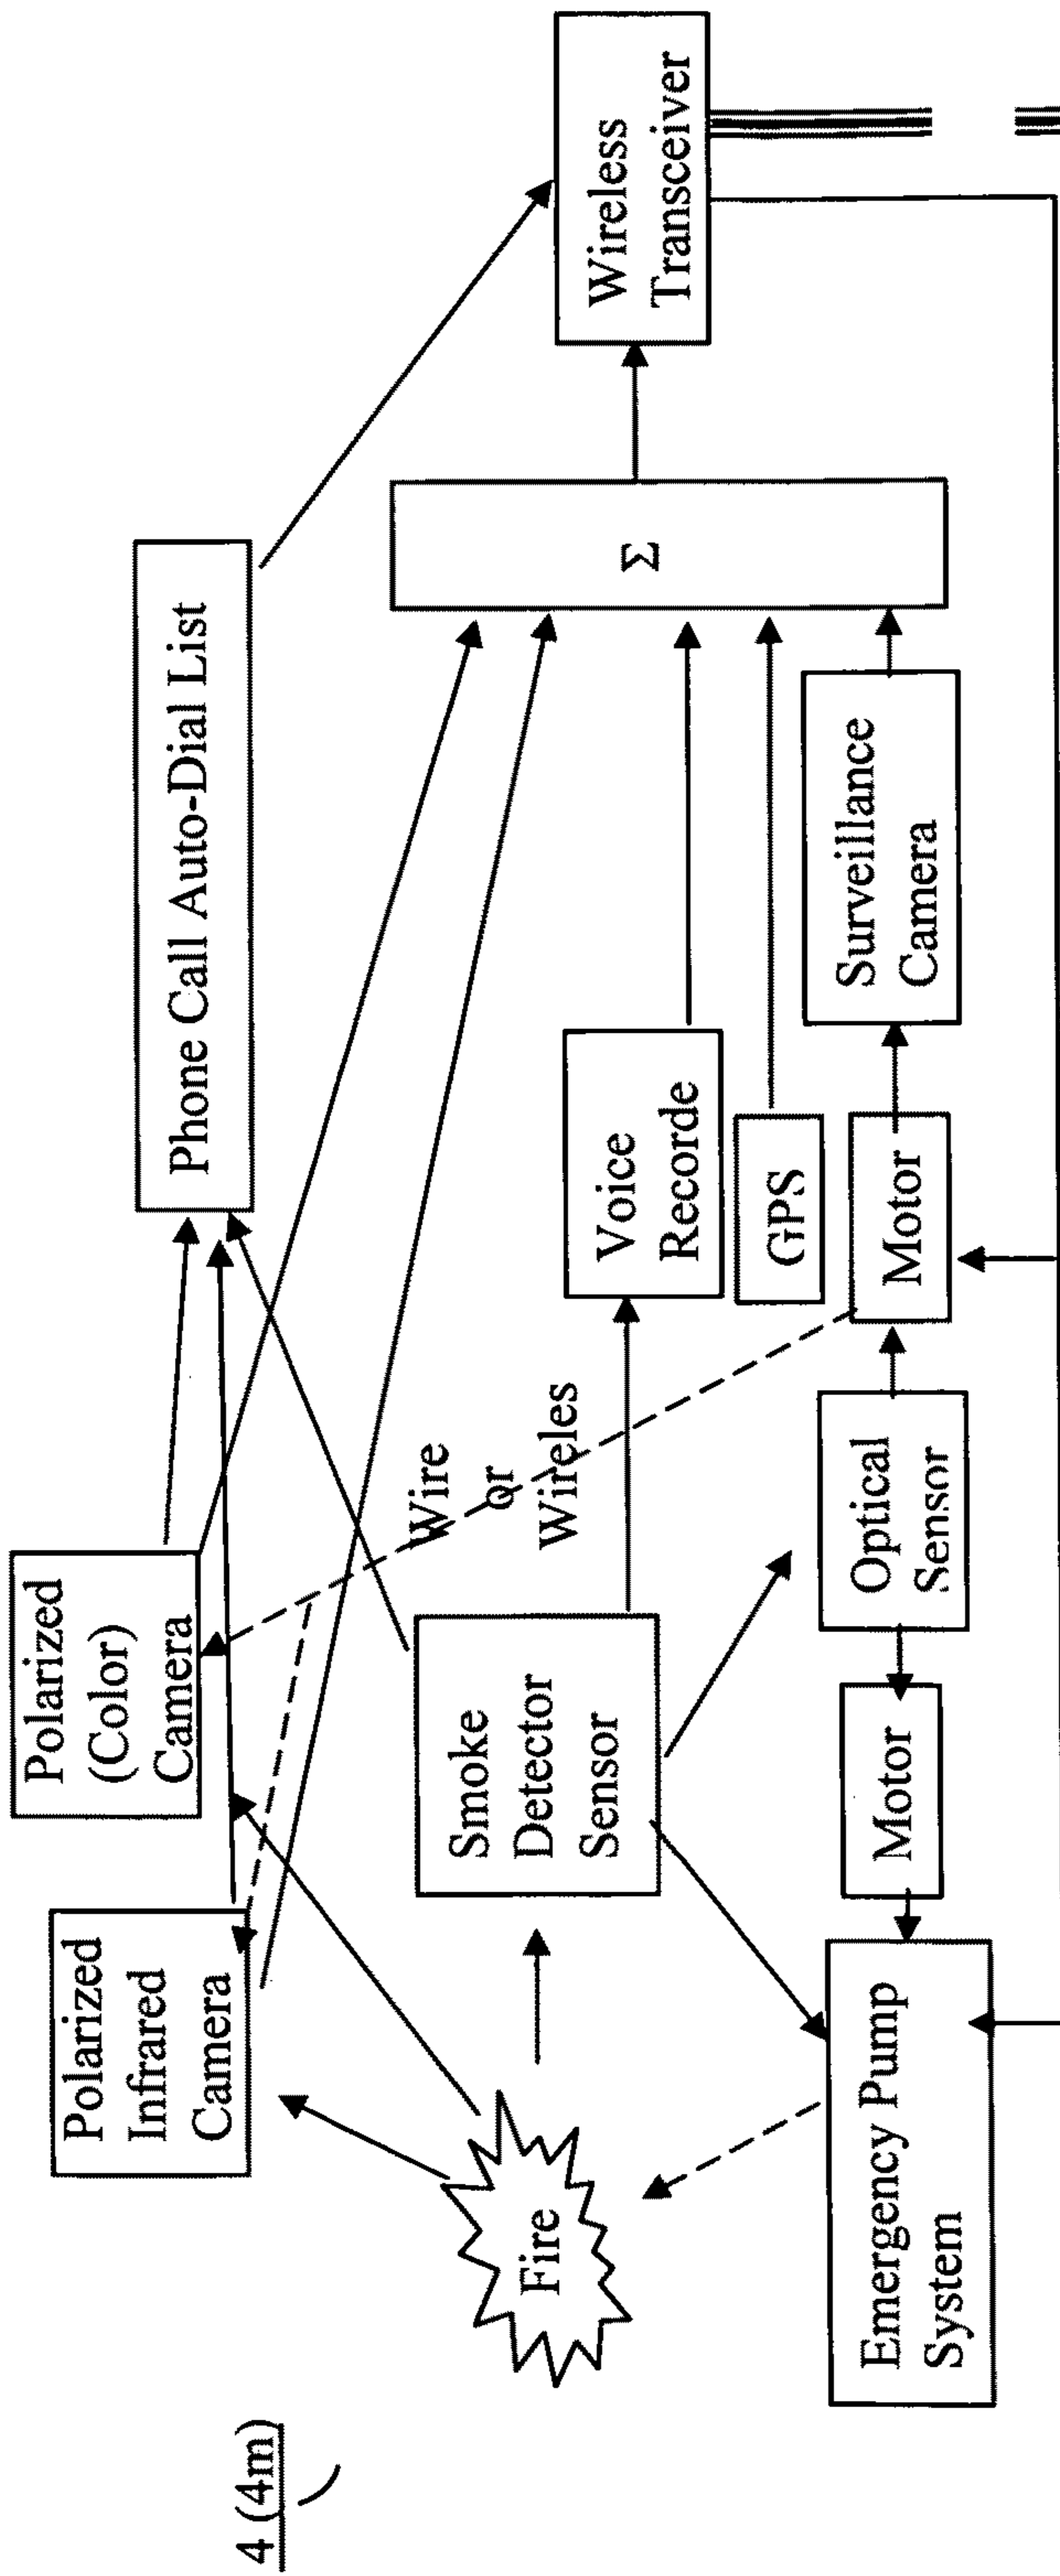 4 (4m)
Polarized
Infrared
Camera
Polarized
(Color)
Camera
Phone Call Auto-Dial List
Fire
Smoke
Detector
Sensor
Wire
or
Wireles
Voice
Recorde
GPS
Σ
Wireless
Transceiver
Emergency Pump
System
Motor
Optical
Sensor
Motor
Surveillance
Camera